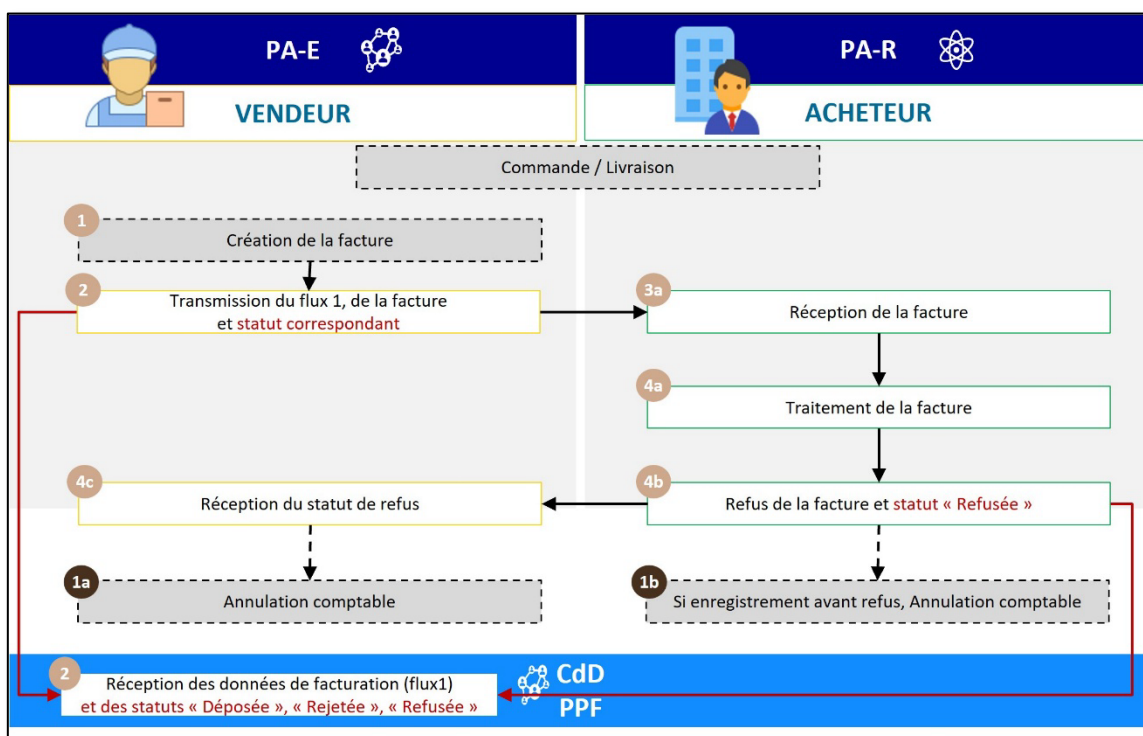 PA-E
PA-R
VENDEUR
ACHETEUR
Commande / Livraison
1
Création de la facture
2
Transmission du flux 1, de la facture
et statut correspondant
3a
Réception de la facture
4a
Traitement de la facture
4c
Réception du statut de refus
4b
Refus de la facture et statut « Refusée »
1a
Annulation comptable
1b
Si enregistrement avant refus, Annulation comptable
2
Réception des données de facturation (flux1)
et des statuts « Déposée », « Rejetée », « Refusée »
CdD
PPF